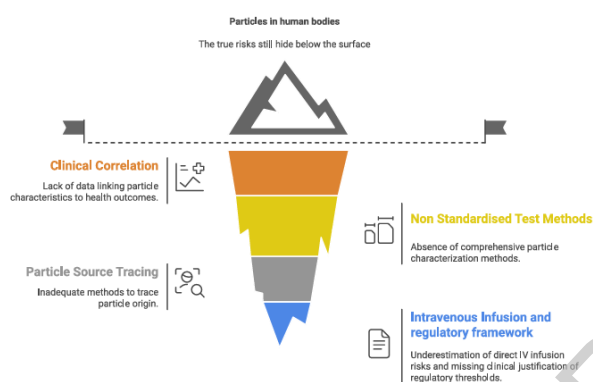 Particles in human bodies
The true risks still hide below the surface
Clinical Correlation
Lack of data linking particle
characteristics to health outcomes.
Non Standardised Test Methods
Absence of comprehensive particle
characterization methods.
Particle Source Tracing
Inadequate methods to trace
particle origin.
Intravenous Infusion and
regulatory framework
Underestimation of direct IV infusion
risks and missing clinical justification of
regulatory thresholds.